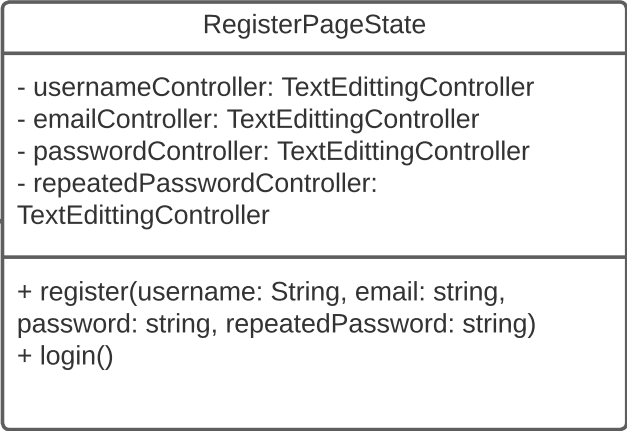 RegisterPageState
- usernameController: TextEdittingController
- emailController: TextEdittingController
- passwordController: TextEdittingController
- repeatedPasswordController:
TextEdittingController
+ register(username: String, email: string,
password: string, repeatedPassword: string)
+ login()